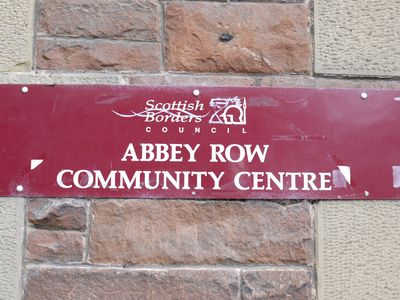 Scottish
Borders
COUNCIL
ABBEY ROW
COMMUNITY CENTRE